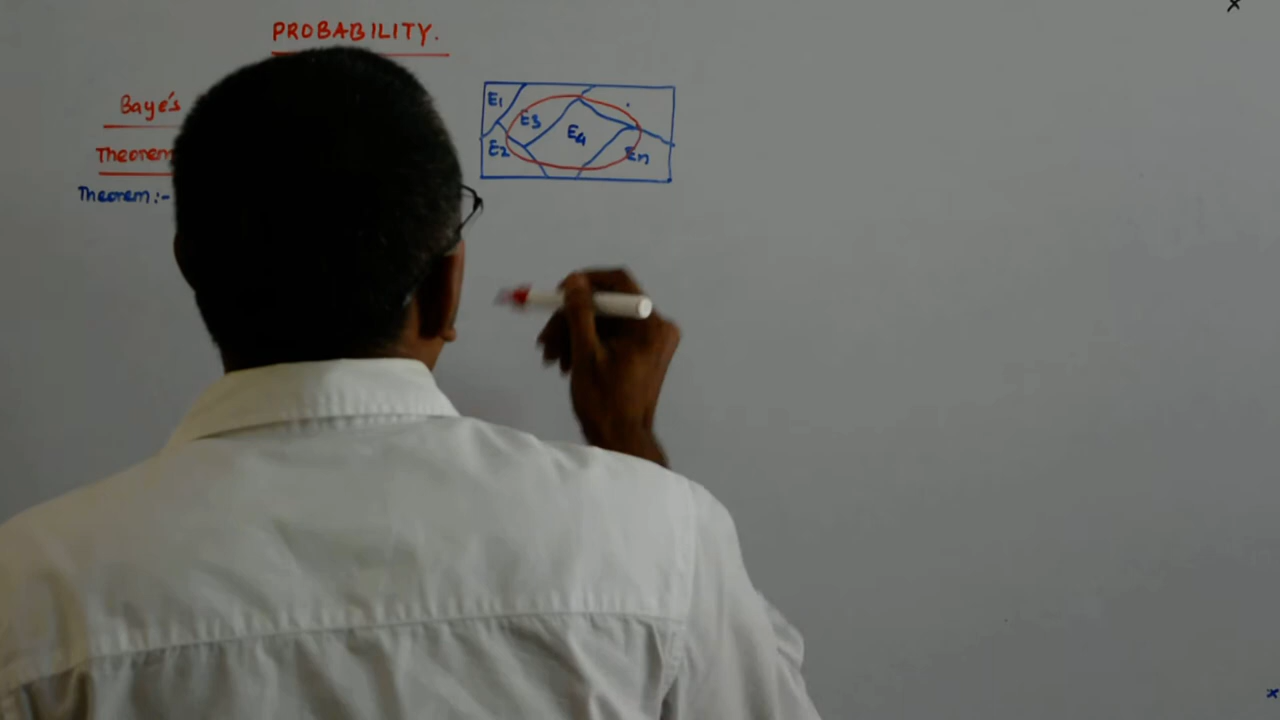 PROBABILITY.
Baye's
Theorem
Theorem:-
E1
E3
E4
E2
En